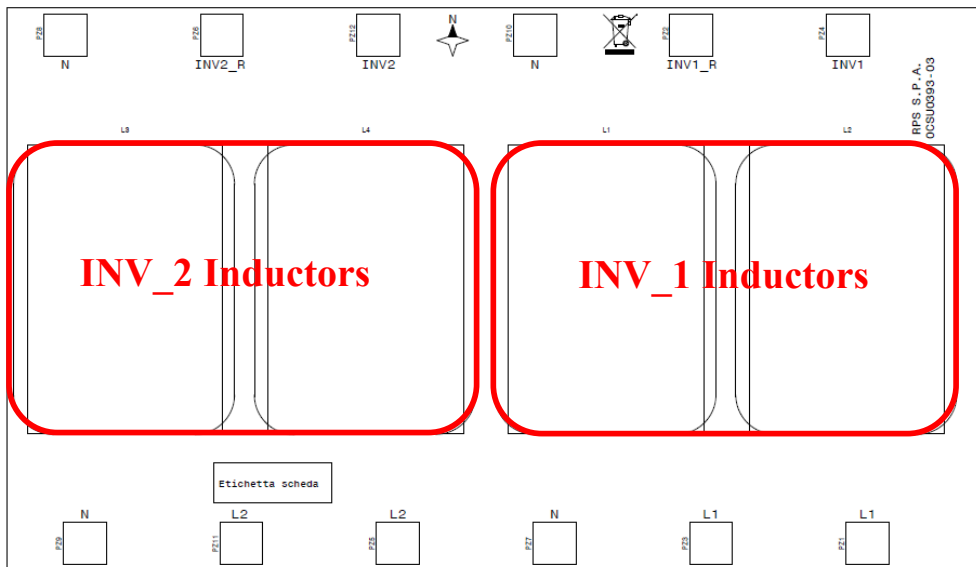 PZ8
PZ6
PZ12
N
PZ10
PZ2
PZ4
N
INV2_R
INV2
N
INV1_R
INV1
RPS S.P.A.
OCSU0393-03
L3
L4
L1
L2
INV_2 Inductors
INV_1 Inductors
Etichetta scheda
N
L2
L2
N
L1
L1
PZ9
PZ11
PZ5
PZ7
PZ3
PZ1